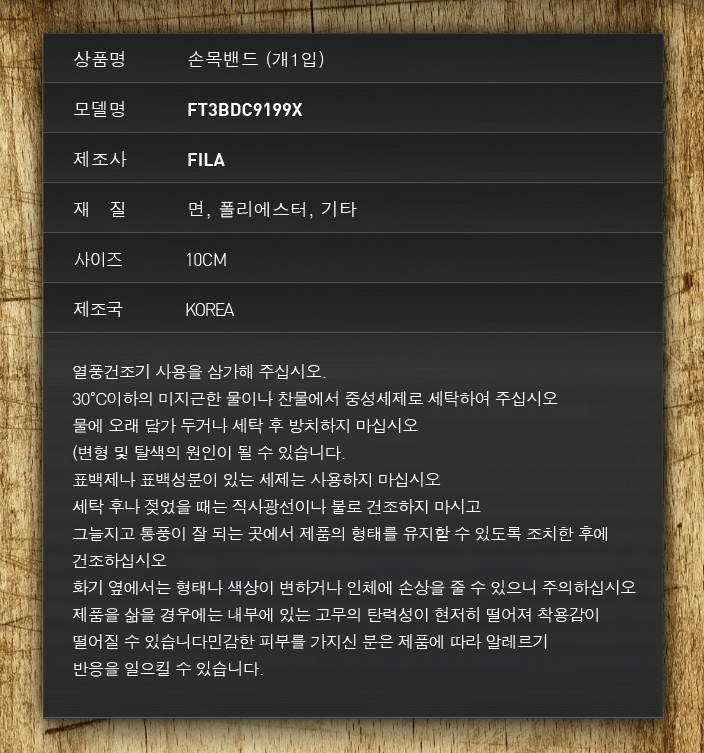 상품명 손목밴드 (개1입)
모델명 FT3BDC9199X
제조사 FILA
재 질 면, 폴리에스터, 기타
사이즈 10CM
제조국 KOREA
열풍건조기 사용을 삼가해 주십시오.
30°C이하의 미지근한 물이나 찬물에서 중성세제로 세탁하여 주십시오
물에 오래 담가 두거나 세탁 후 방치하지 마십시오
(변형 및 탈색의 원인이 될 수 있습니다.
표백제나 표백성분이 있는 세제는 사용하지 마십시오
세탁 후나 젖었을 때는 직사광선이나 불로 건조하지 마시고
그늘지고 통풍이 잘 되는 곳에서 제품의 형태를 유지할 수 있도록 조치한 후에
건조하십시오
화기 옆에서는 형태나 색상이 변하거나 인체에 손상을 줄 수 있으니 주의하십시오
제품을 삶을 경우에는 내부에 있는 고무의 탄력성이 현저히 떨어져 착용감이
떨어질 수 있습니다민감한 피부를 가지신 분은 제품에 따라 알레르기
반응을 일으킬 수 있습니다.